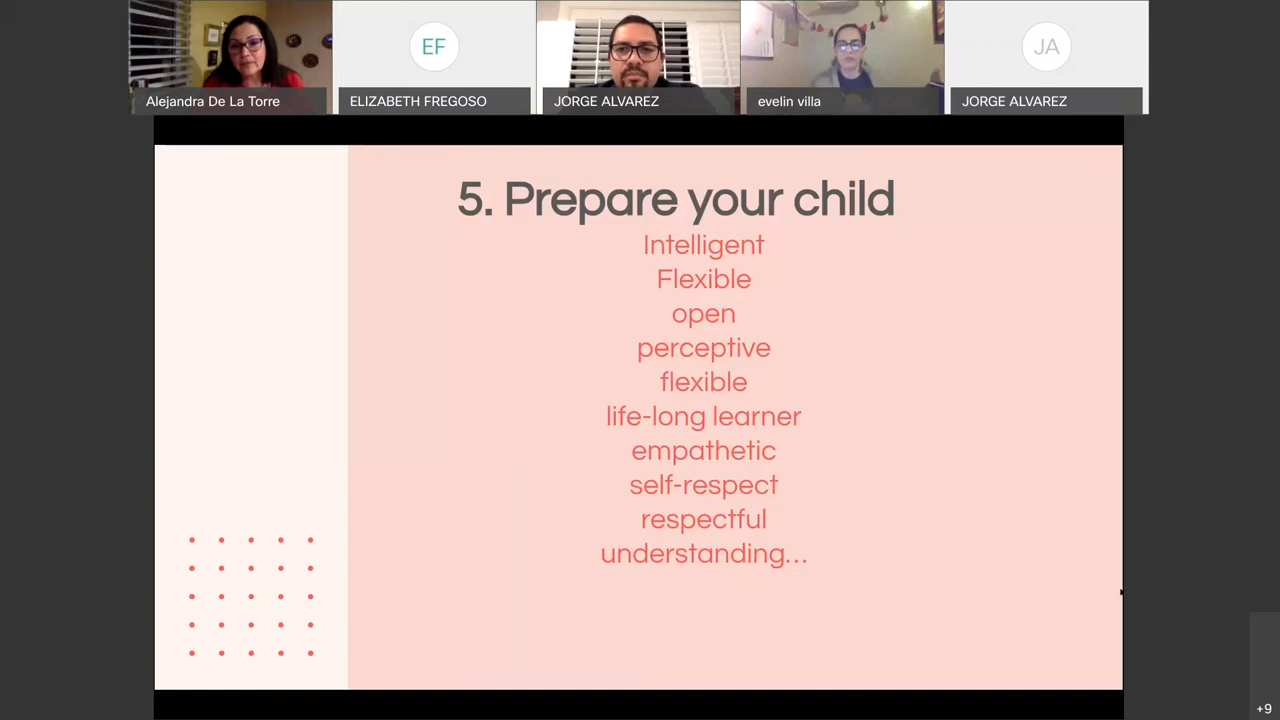 EF
JA
Alejandra De La Torre
ELIZABETH FREGOSO
JORGE ALVAREZ
evelin villa
JORGE ALVAREZ
5. Prepare your child
Intelligent
Flexible
open
perceptive
flexible
life-long learner
empathetic
self-respect
respectful
understanding...
+9